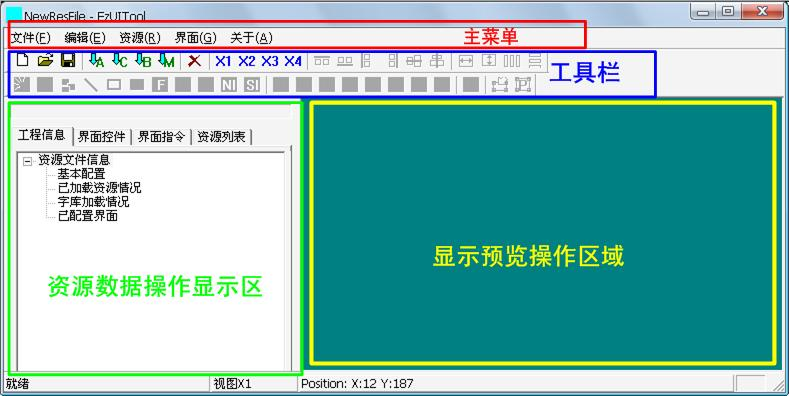 NewResFile - EzUITool
文件(F) 编辑(E) 资源(R) 界面(G) 关于(A) 主菜单
A C B M X1 X2 X3 X4
工具栏
F NI SI P
工程信息 界面控件 界面指令 资源列表
资源文件信息
基本配置
已加载资源情况
字库加载情况
已配置界面
资源数据操作显示区
显示预览操作区域
就绪 视图X1 Position: X:12 Y:187